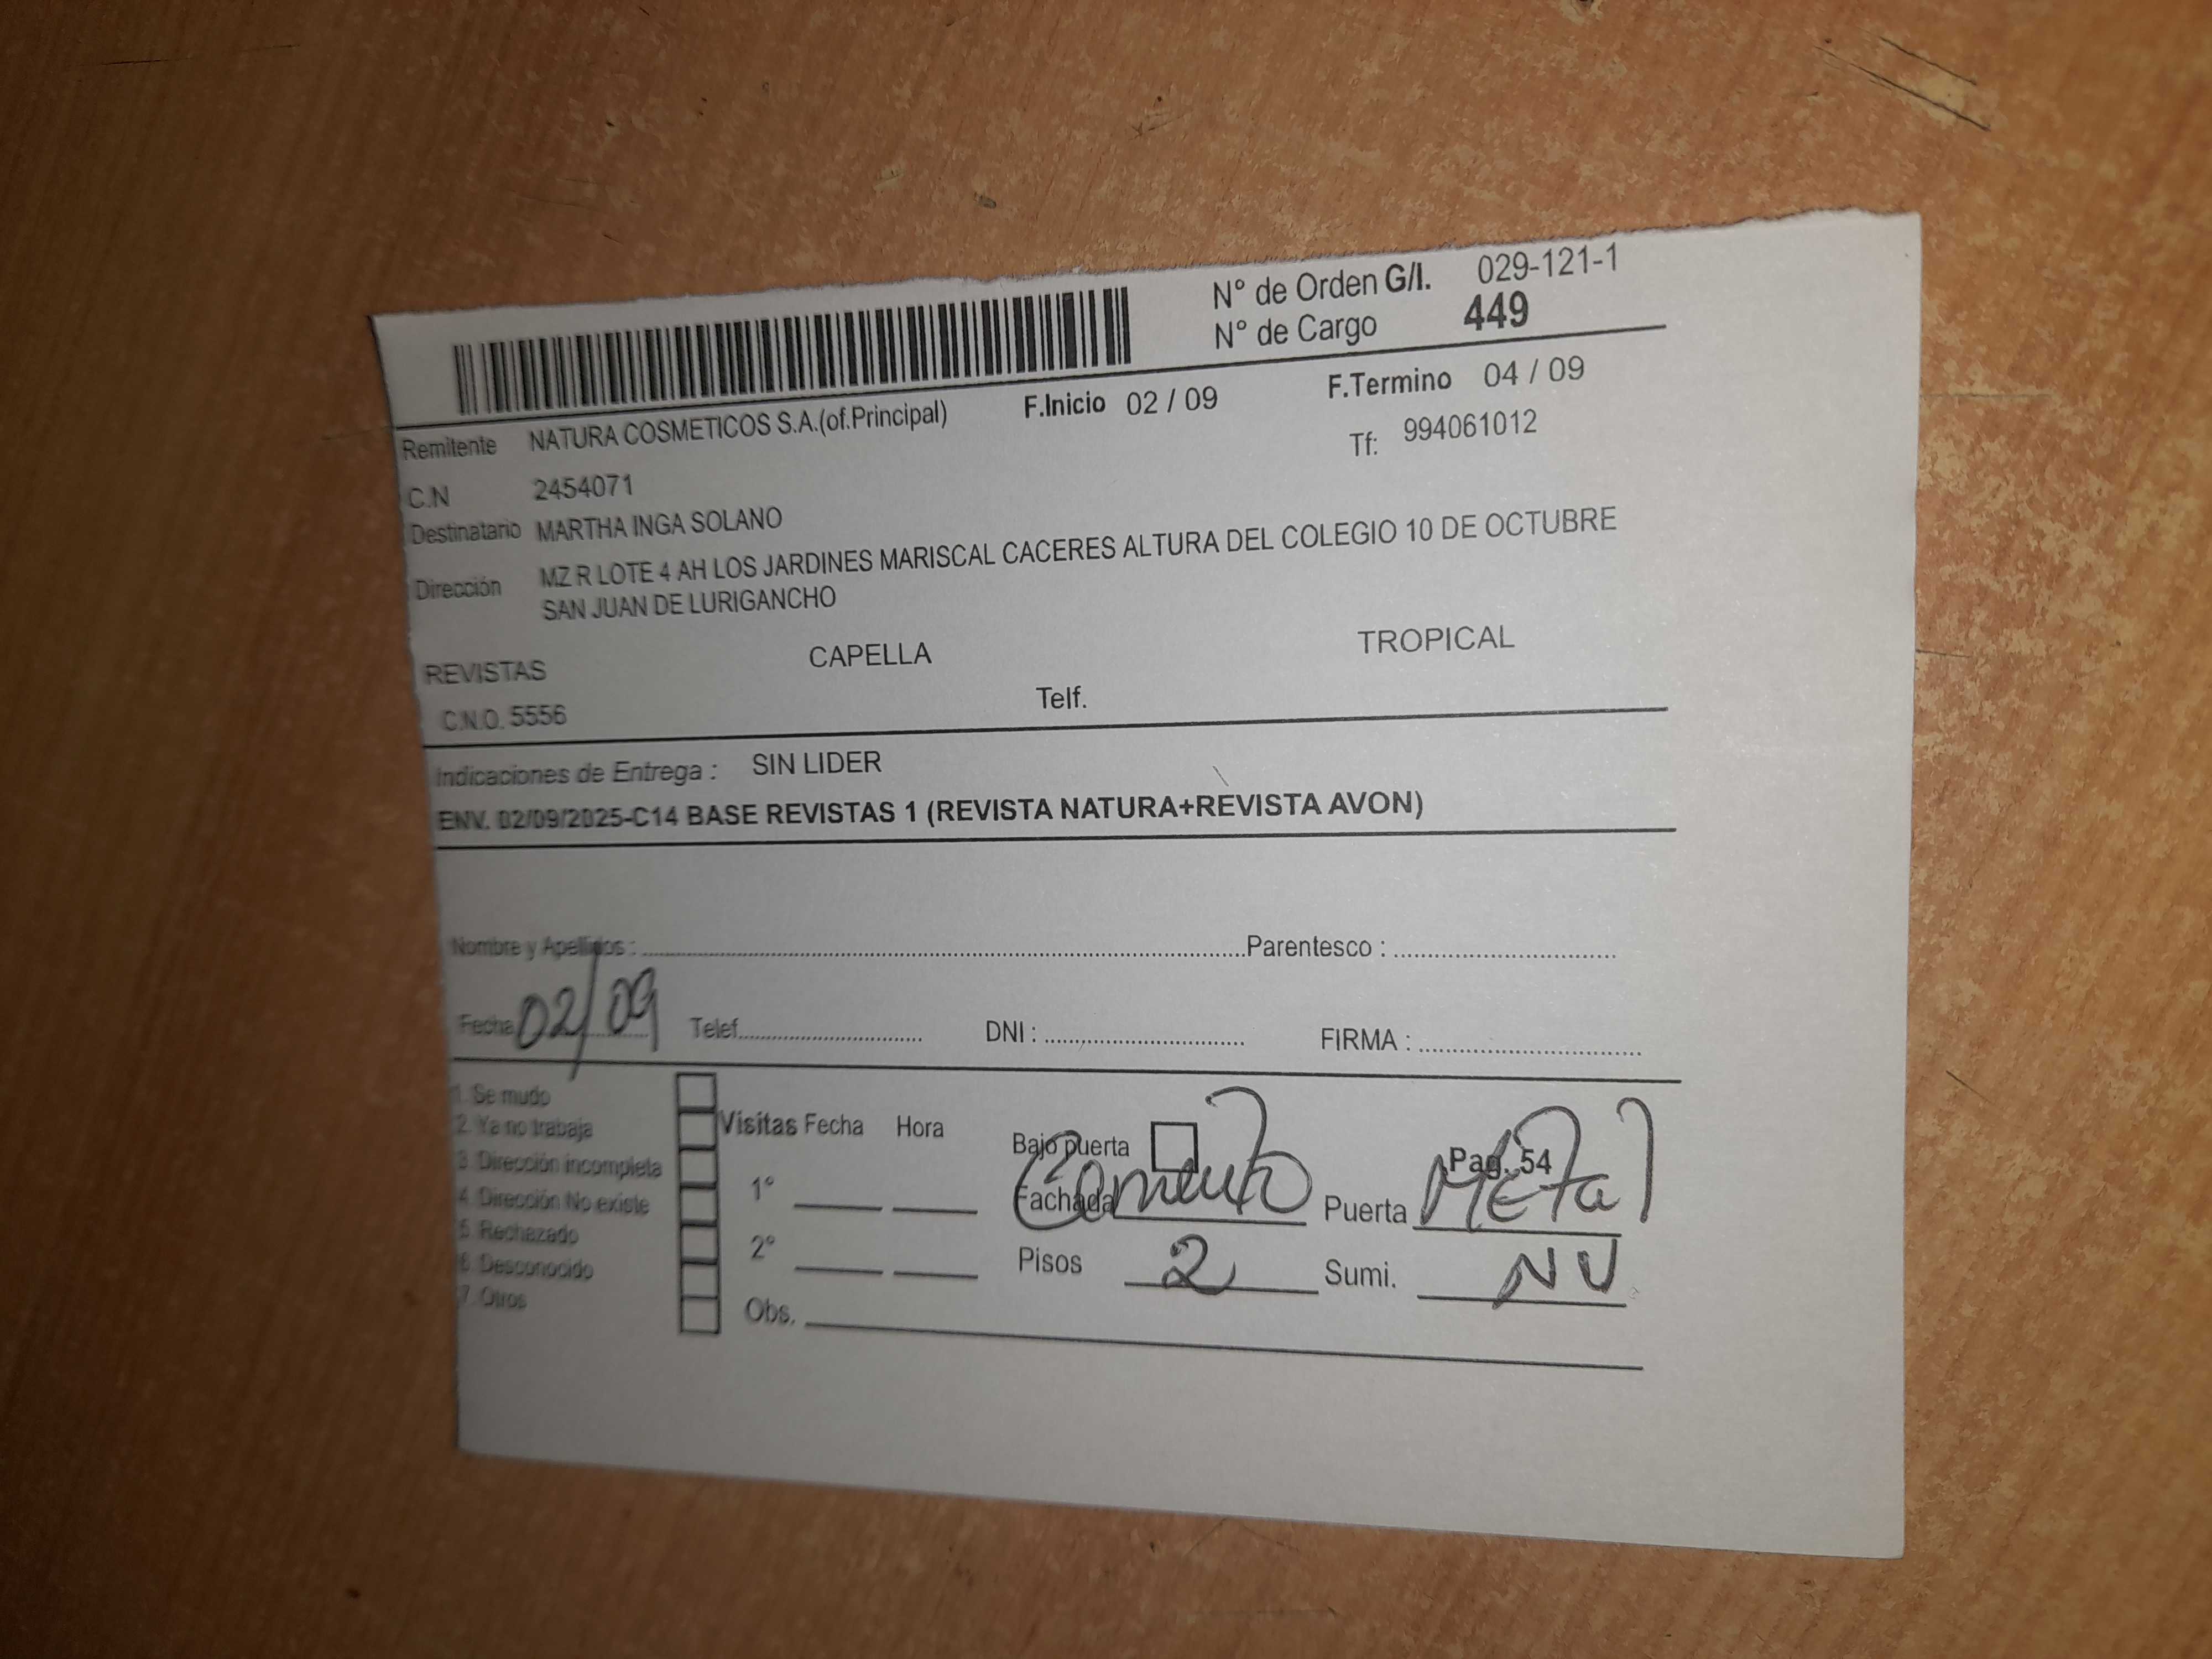 N° de Orden G/I. 029-121-1
N° de Cargo 449
F.Inicio 02 / 09 F.Termino 04 / 09
Remitente NATURA COSMETICOS S.A.(of.Principal) Tf: 994061012
C.N 2454071
Destinatario MARTHA INGA SOLANO
Dirección MZ R LOTE 4 AH LOS JARDINES MARISCAL CACERES ALTURA DEL COLEGIO 10 DE OCTUBRE
SAN JUAN DE LURIGANCHO
REVISTAS CAPELLA TROPICAL
C.N.O. 5556 Telf.
Indicaciones de Entrega : SIN LIDER
ENV. 02/09/2025-C14 BASE REVISTAS 1 (REVISTA NATURA+REVISTA AVON)
Nombre y Apellidos : Parentesco :
Fecha 02/09 Telef. DNI : FIRMA :
1. Se mudo
2. Ya no trabaja
3. Dirección incompleta
4. Dirección No existe
5. Rechazado
6. Desconocido
7. Otros
Visitas Fecha Hora
1°
2°
Obs.
Bajo puerta Pag. 54
Fachada Cemento Puerta Metal
Pisos 2 Sumi. NV